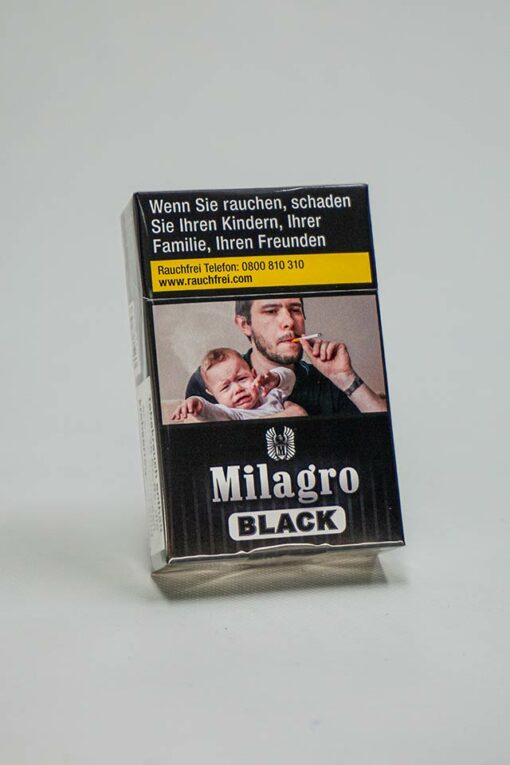 Wenn Sie rauchen, schaden
Sie Ihren Kindern, Ihrer
Familie, Ihren Freunden
Rauchfrei Telefon: 0800 810 310
www.rauchfrei.com
M
Milagro
BLACK